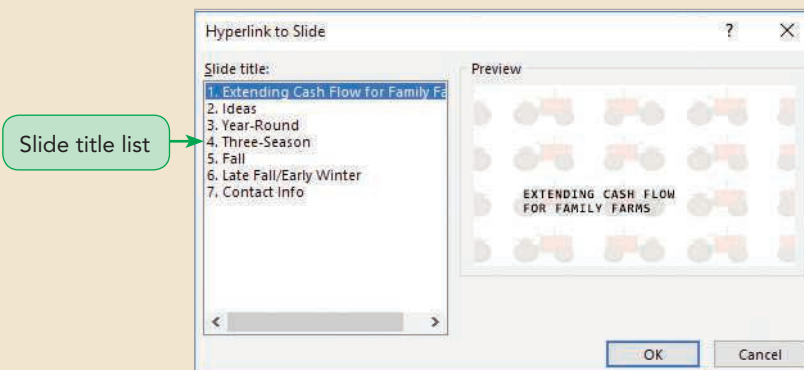 Hyperlink to Slide
? X
Slide title:
1. Extending Cash Flow for Family Fa
2. Ideas
3. Year-Round
4. Three-Season
5. Fall
6. Late Fall/Early Winter
7. Contact Info
Slide title list
Preview
EXTENDING CASH FLOW
FOR FAMILY FARMS
OK
Cancel